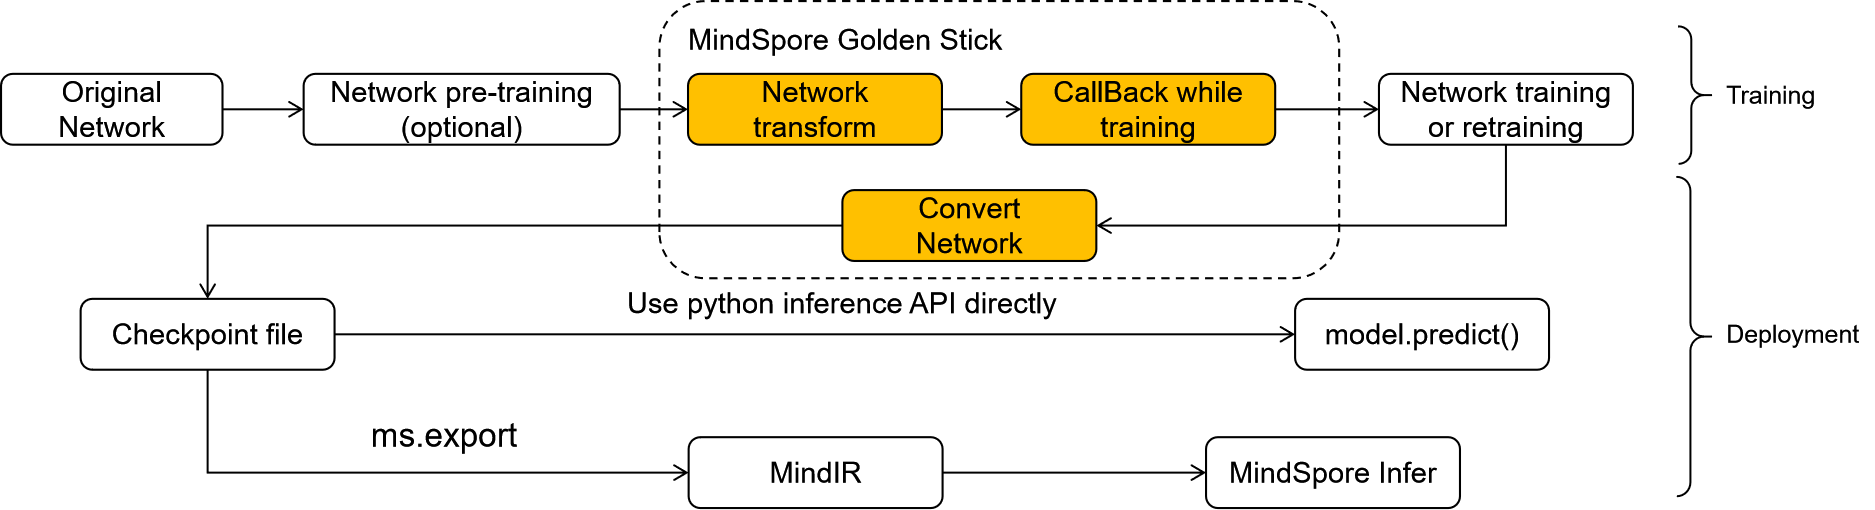 MindSpore Golden Stick
Original
Network
Network pre-training
(optional)
Network
transform
CallBack while
training
Network training
or retraining
Training
Convert
Network
Use python inference API directly
Checkpoint file
model.predict()
Deployment
ms.export
MindIR
MindSpore Infer